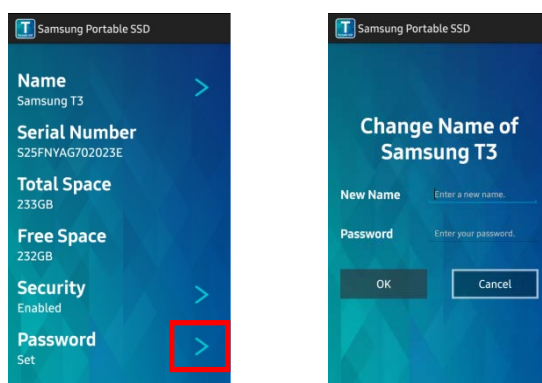 T Samsung Portable SSD
Name
Samsung T3
Serial Number
S25FNYAG702023E
Total Space
233GB
Free Space
232GB
Security
Enabled
Password
Set
T Samsung Portable SSD
Change Name of
Samsung T3
New Name Enter a new name.
Password Enter your password.
OK Cancel